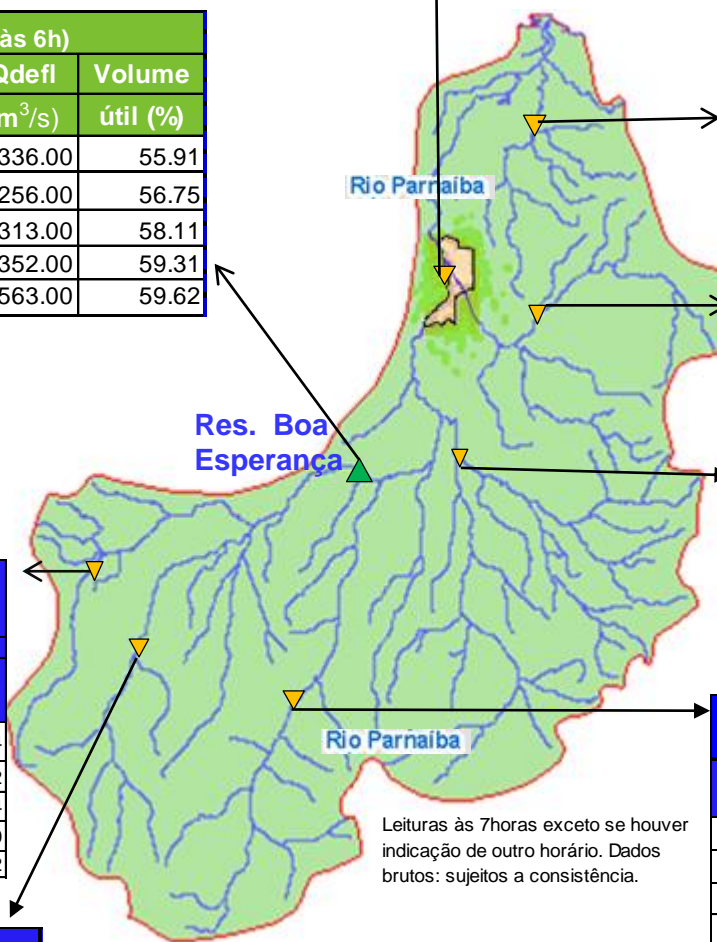 às 6h)
Qdefl Volume
m³/s) útil (%)
336.00 55.91
256.00 56.75
313.00 58.11
352.00 59.31
563.00 59.62
Rio Parnaíba
Res. Boa
Esperança
Rio Parnaíba
Leituras às 7horas exceto se houver
indicação de outro horário. Dados
brutos: sujeitos a consistência.